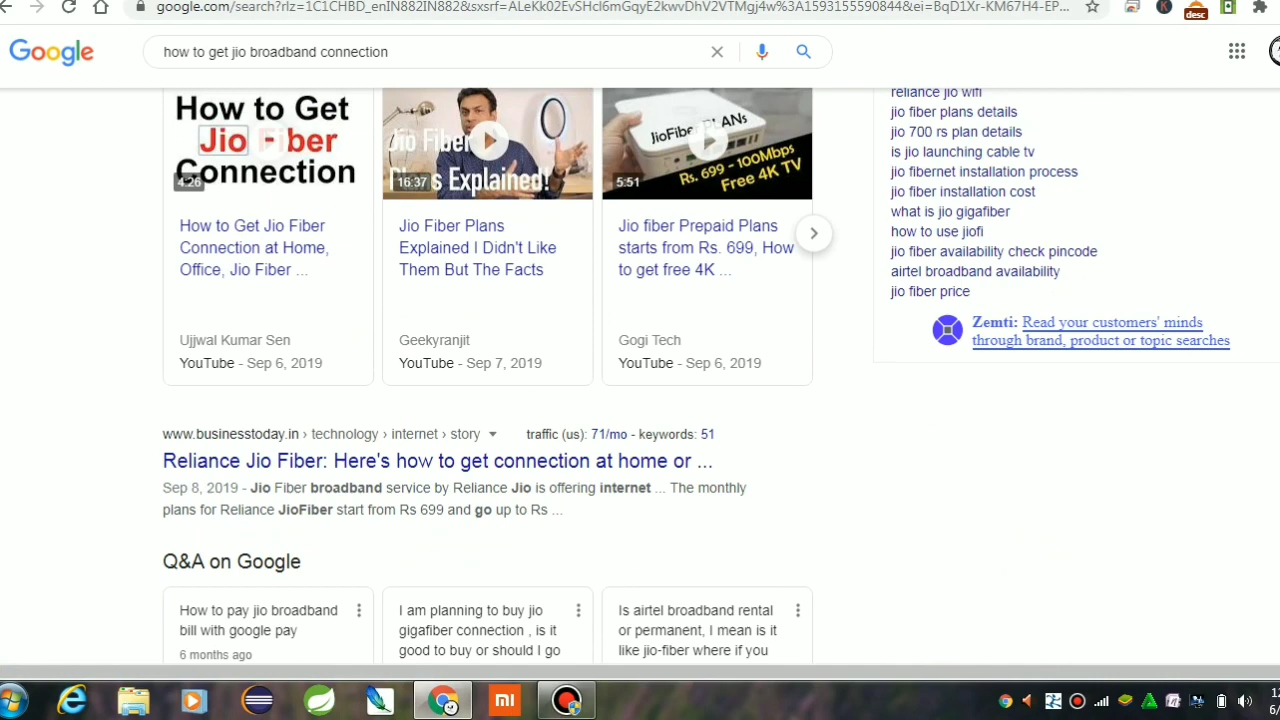 google.com/search?rlz=1C1CHBD_enIN882IN882&sxsrf=ALeKk02EvSHcl6mGqyE2kwvDhV2VTMgj4w%3A1593155590844&ei=BqD1Xr-KM67H4-EP...
desc
Google
how to get jio broadband connection
How to Get
Jio Fiber
Connection
4:26
Jio Fiber
Plans Explained!
16:37
JioFiber PLANs
Rs. 699 - 100Mbps
Free 4K TV
5:51
How to Get Jio Fiber
Connection at Home,
Office, Jio Fiber ...
Ujjwal Kumar Sen
YouTube - Sep 6, 2019
Jio Fiber Plans
Explained I Didn't Like
Them But The Facts
Geekyranjit
YouTube - Sep 7, 2019
Jio fiber Prepaid Plans
starts from Rs. 699, How
to get free 4K ...
Gogi Tech
YouTube - Sep 6, 2019
www.businesstoday.in › technology › internet › story
traffic (us): 71/mo - keywords: 51
Reliance Jio Fiber: Here's how to get connection at home or ...
Sep 8, 2019 - Jio Fiber broadband service by Reliance Jio is offering internet ... The monthly
plans for Reliance JioFiber start from Rs 699 and go up to Rs ...
Q&A on Google
How to pay jio broadband
bill with google pay
6 months ago
I am planning to buy jio
gigafiber connection , is it
good to buy or should I go
Is airtel broadband rental
or permanent, I mean is it
like jio-fiber where if you
reliance jio wifi
jio fiber plans details
jio 700 rs plan details
is jio launching cable tv
jio fibernet installation process
jio fiber installation cost
what is jio gigafiber
how to use jiofi
jio fiber availability check pincode
airtel broadband availability
jio fiber price
Zemti: Read your customers' minds
through brand, product or topic searches
mi